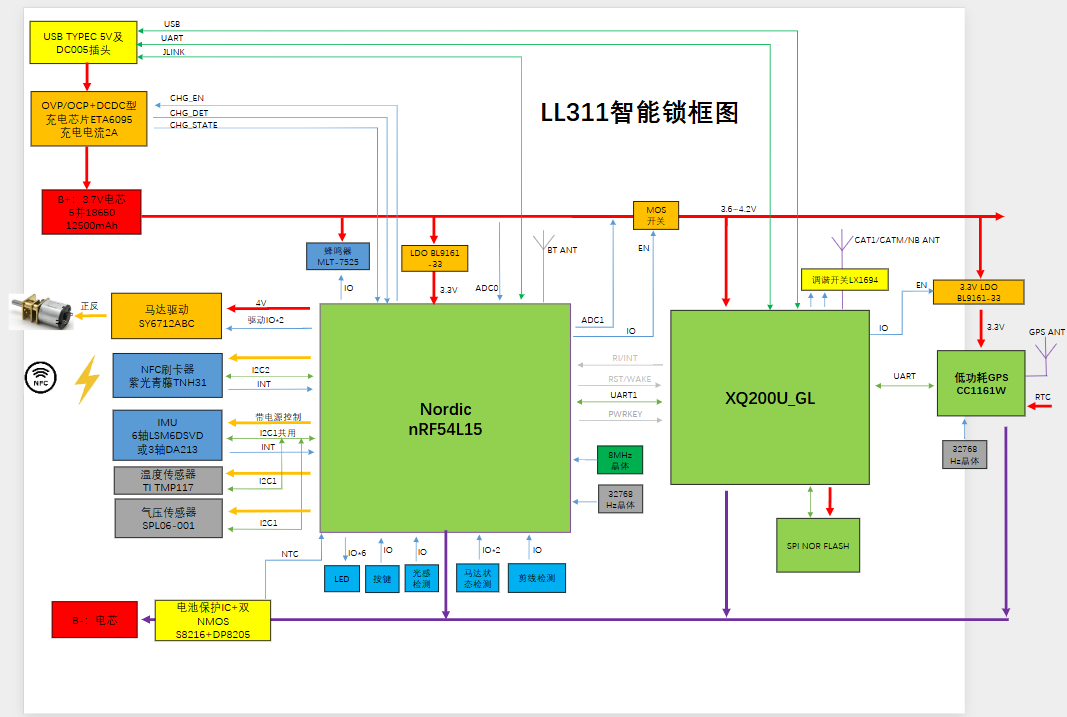 USB
UART
JLINK
USB TYPEC 5V及
DC005插头
OVP/OCP+DCDC型
充电芯片ETA6095
充电电流2A
CHG_EN
CHG_DET
CHG_STATE
LL311智能锁框图
B+：3.7V电芯
5并18650
12500mAh
MOS
开关
3.6~4.2V
EN
蜂鸣器
MLT-7525
LDO BL9161
-33
BT ANT
CAT1/CATM/NB ANT
调谐开关LX1694
EN
3.3V LDO
BL9161-33
IO
3.3V
ADC0
正反
马达驱动
SY6712ABC
4V
驱动IO*2
ADC1
IO
IO
3.3V
GPS ANT
NFC
NFC刷卡器
紫光青藤TNH31
I2C2
INT
RI/INT
RST/WAKE
UART1
PWRKEY
Nordic
nRF54L15
XQ200U_GL
UART
低功耗GPS
CC1161W
RTC
IMU
6轴LSM6DSVD
或3轴DA213
带电源控制
I2C1共用
INT
温度传感器
TI TMP117
I2C1
气压传感器
SPL06-001
I2C1
8MHz
晶体
32768
Hz晶体
32768
Hz晶体
SPI NOR FLASH
NTC
IO*6
IO
IO
IO*2
IO
LED
按键
光感
检测
马达状
态检测
剪线检测
B-：电芯
电池保护IC+双
NMOS
S8216+DP8205